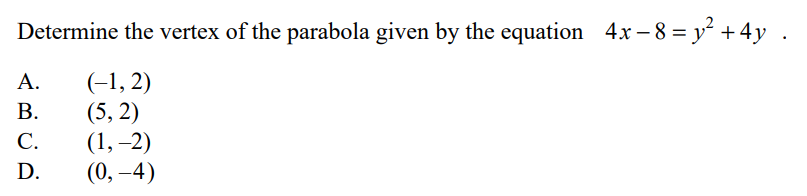 Determine the vertex of the parabola given by the equation 4x – 8 = y² + 4y .
A. (–1, 2)
B. (5, 2)
C. (1, –2)
D. (0, –4)